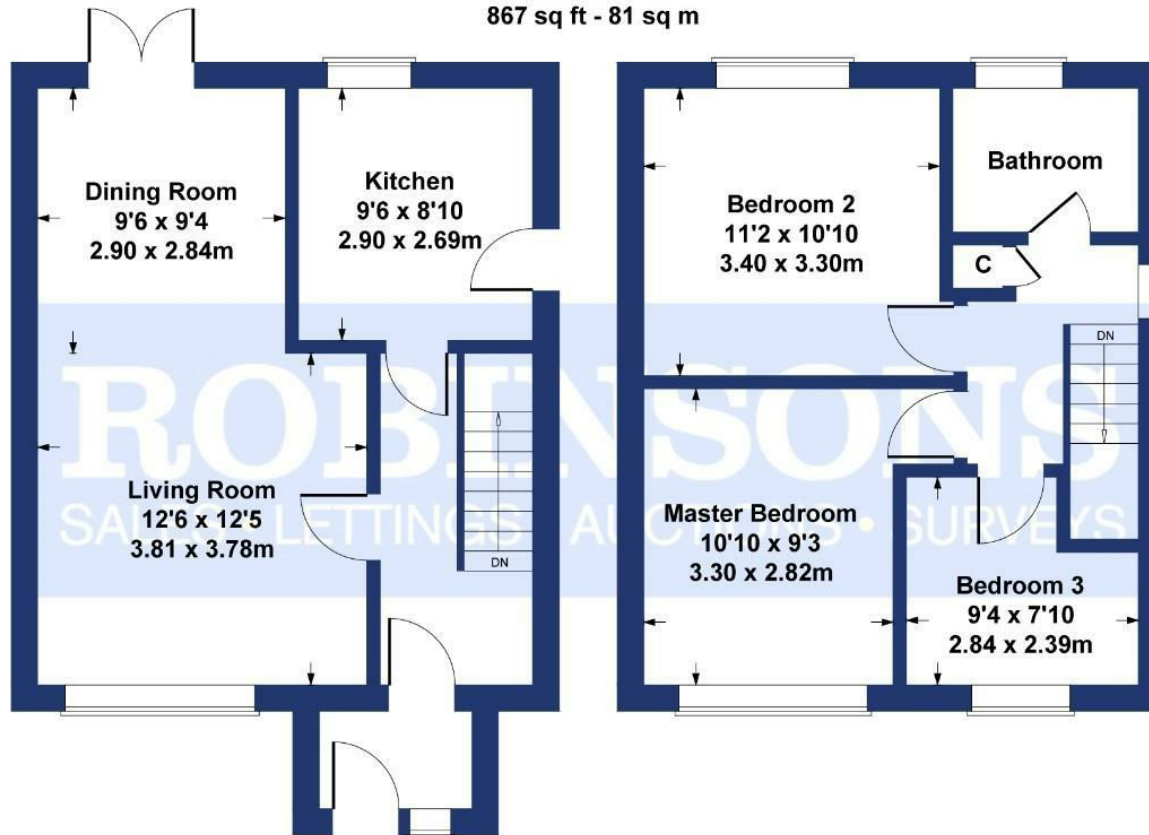 867 sq ft - 81 sq m
Dining Room
9'6 x 9'4
2.90 x 2.84m
Kitchen
9'6 x 8'10
2.90 x 2.69m
Living Room
12'6 x 12'5
3.81 x 3.78m
DN
Bedroom 2
11'2 x 10'10
3.40 x 3.30m
Bathroom
C
DN
Master Bedroom
10'10 x 9'3
3.30 x 2.82m
Bedroom 3
9'4 x 7'10
2.84 x 2.39m
ROBINSONS
SALES • LETTINGS • AUCTIONS • SURVEYS